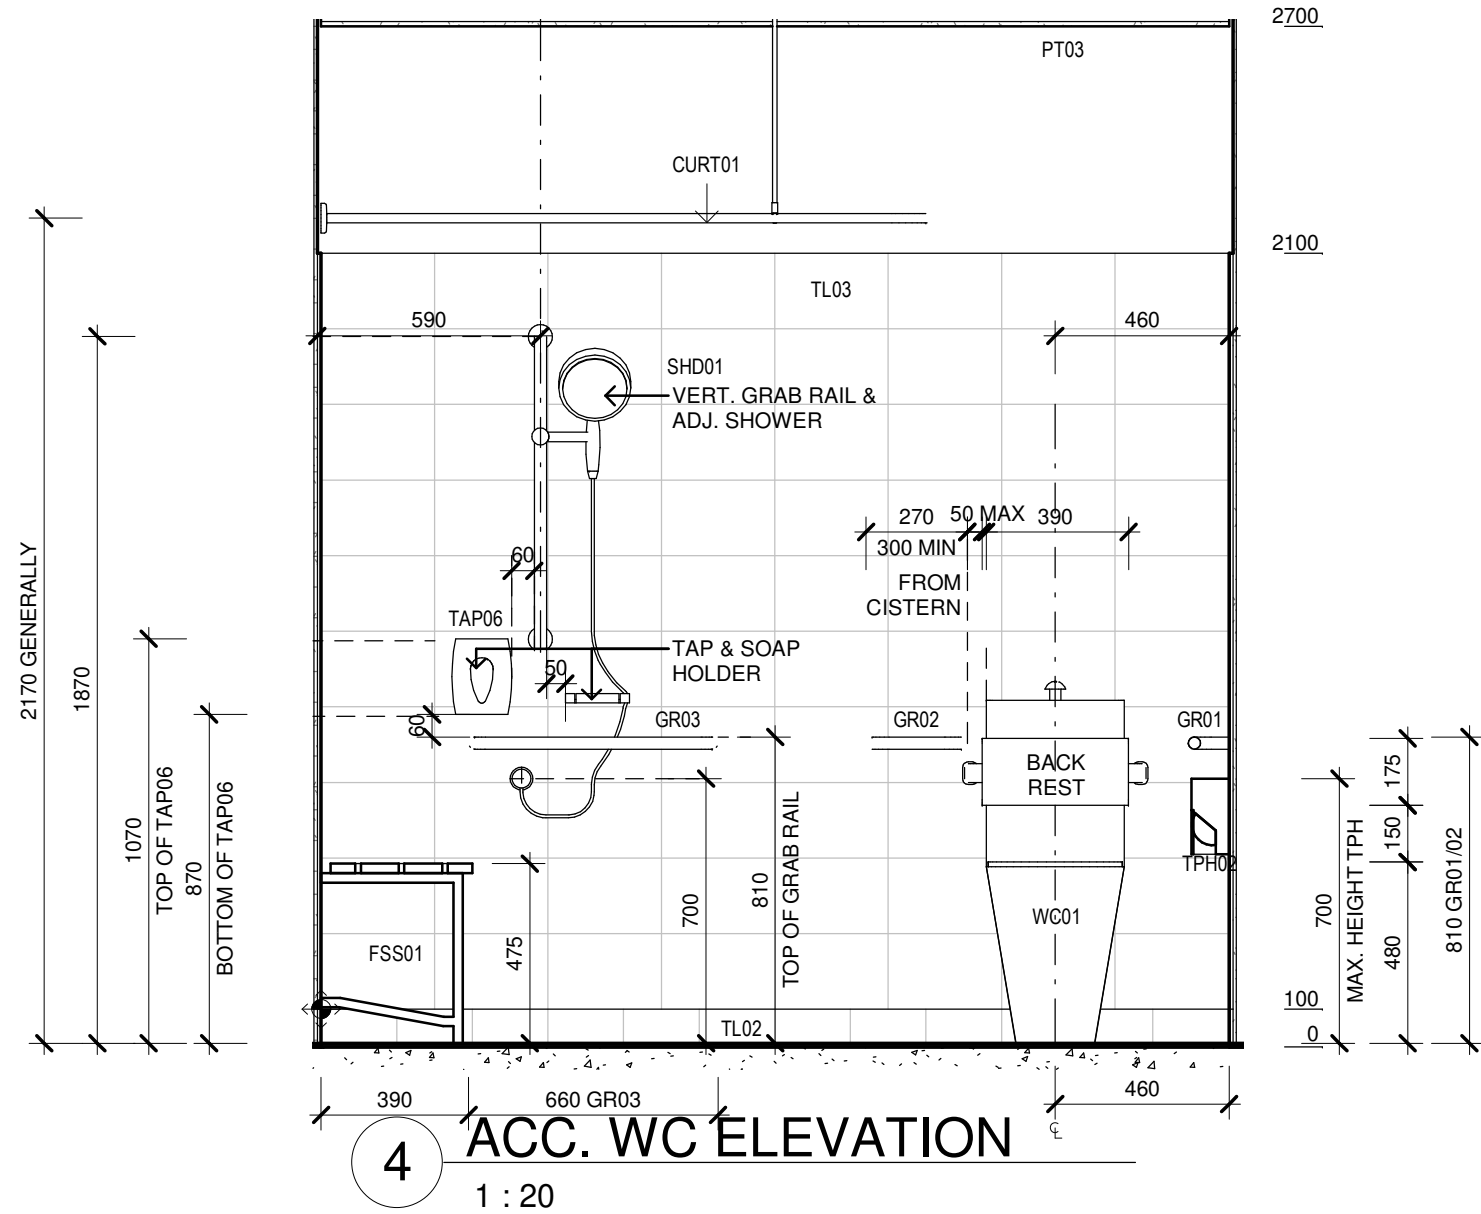 2700
PT03
CURT01
2100
TL03
590
460
SHD01
VERT. GRAB RAIL &
ADJ. SHOWER
270
50 MAX
390
300 MIN
FROM
CISTERN
60
TAP06
TAP & SOAP
HOLDER
50
2170 GENERALLY
1870
1070
TOP OF TAP06
870
BOTTOM OF TAP06
60
GR03
GR02
GR01
BACK
REST
TPH02
WC01
FSS01
475
700
810
TOP OF GRAB RAIL
175
150
480
700
MAX. HEIGHT TPH
810 GR01/02
100
0
TL02
390
660 GR03
460
℄
4
ACC. WC ELEVATION
1 : 20